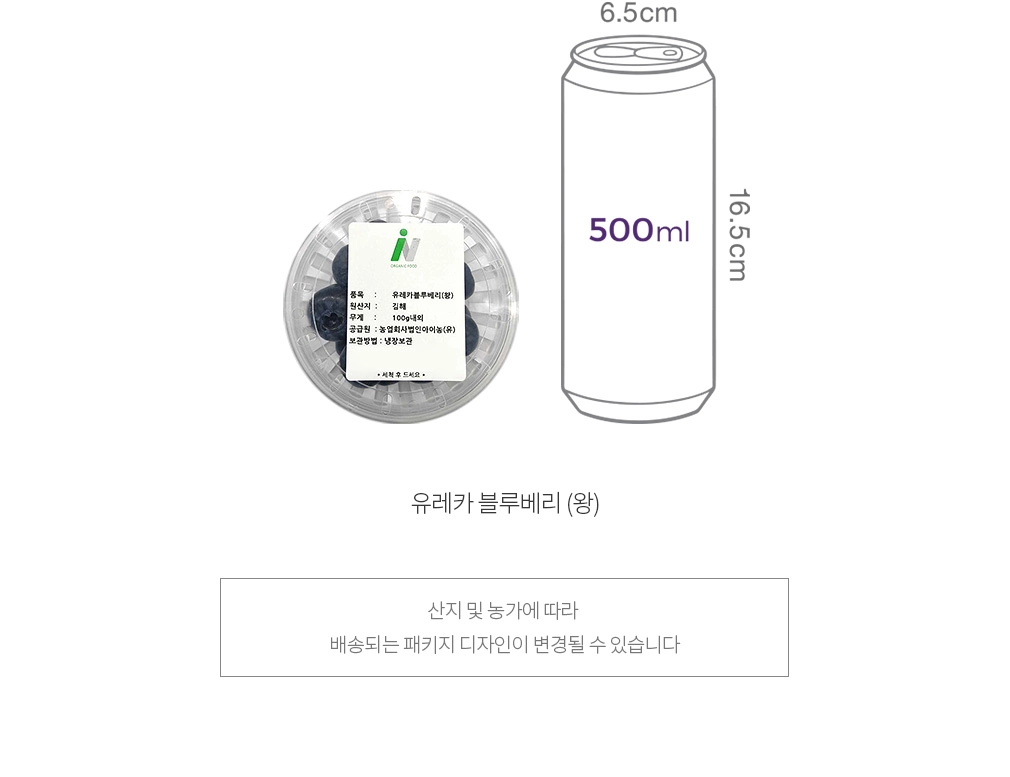 6.5cm
16.5cm
500ml
iN
ORGANIC FOOD
품목 : 유레카블루베리(왕)
원산지 : 김해
무게 : 100g내외
공급원 : 농업회사법인아이농(유)
보관방법 : 냉장보관
• 세척 후 드세요 •
유레카 블루베리 (왕)
산지 및 농가에 따라
배송되는 패키지 디자인이 변경될 수 있습니다